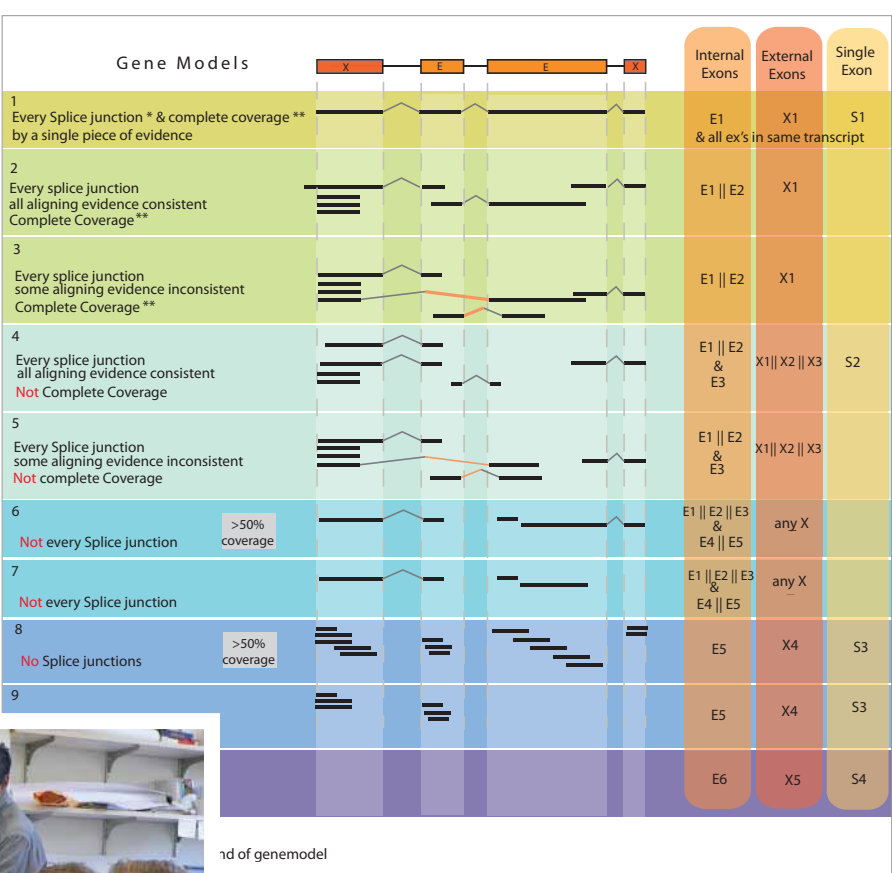 Gene Models
X E E X
Internal Exons
External Exons
Single Exon
1
Every Splice junction * & complete coverage **
by a single piece of evidence
E1 X1 S1
& all ex's in same transcript
2
Every splice junction
all aligning evidence consistent
Complete Coverage**
E1 || E2 X1
3
Every splice junction
some aligning evidence inconsistent
Complete Coverage **
E1 || E2 X1
4
Every splice junction
all aligning evidence consistent
Not Complete Coverage
E1 || E2
&
E3
X1|| X2 || X3
S2
5
Every Splice junction
some aligning evidence inconsistent
Not complete Coverage
E1 || E2
&
E3
X1|| X2 || X3
6
Not every Splice junction
>50%
coverage
E1 || E2 || E3
&
E4 || E5
any X
7
Not every Splice junction
E1 || E2 || E3
&
E4 || E5
any X
8
No Splice junctions
>50%
coverage
E5 X4 S3
9
E5 X4 S3
E6 X5 S4
of genemodel